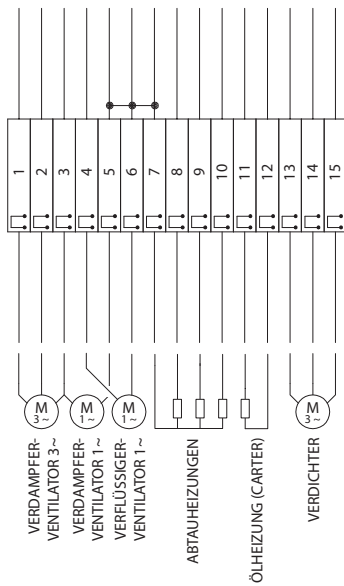 1
2
3
4
5
6
7
8
9
10
11
12
13
14
15
M
3 ~
M
1 ~
M
1 ~
M
3 ~
VERDAMPFER-
VENTILATOR 3 ~
VERDAMPFER-
VENTILATOR 1 ~
VERFLÜSSIGER-
VENTILATOR 1 ~
ABTAUHEIZUNGEN
ÖLHEIZUNG (CARTER)
VERDICHTER